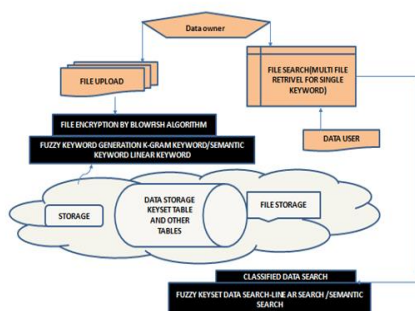 Data owner
FILE UPLOAD
FILE SEARCH(MULTI FILE
RETRIVEL FOR SINGLE
KEYWORD)
FILE ENCRYPTION BY BLOWFISH ALGORITHM
DATA USER
FUZZY KEYWORD GENERATION K-GRAM KEYWORD/SEMANTIC
KEYWORD LINEAR KEYWORD
STORAGE
DATA STORAGE
KEYSET TABLE
AND OTHER
TABLES
FILE STORAGE
CLASSIFIED DATA SEARCH
FUZZY KEYSET DATA SEARCH-LINE AR SEARCH /SEMANTIC
SEARCH